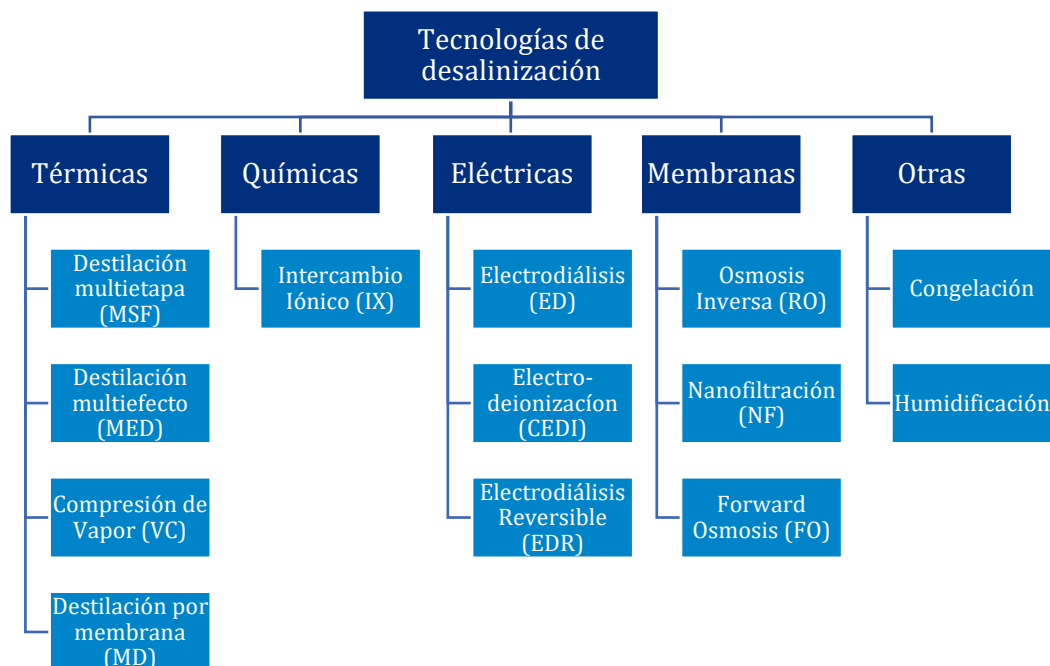 Tecnologías de
desalinización
Térmicas
Químicas
Eléctricas
Membranas
Otras
Destilación
multietapa
(MSF)
Destilación
multiefecto
(MED)
Compresión de
Vapor (VC)
Destilación por
membrana
(MD)
Intercambio
Iónico (IX)
Electrodiálisis
(ED)
Electro-
deionizacíon
(CEDI)
Electrodiálisis
Reversible
(EDR)
Osmosis
Inversa (RO)
Nanofiltración
(NF)
Forward
Osmosis (FO)
Congelación
Humidificación